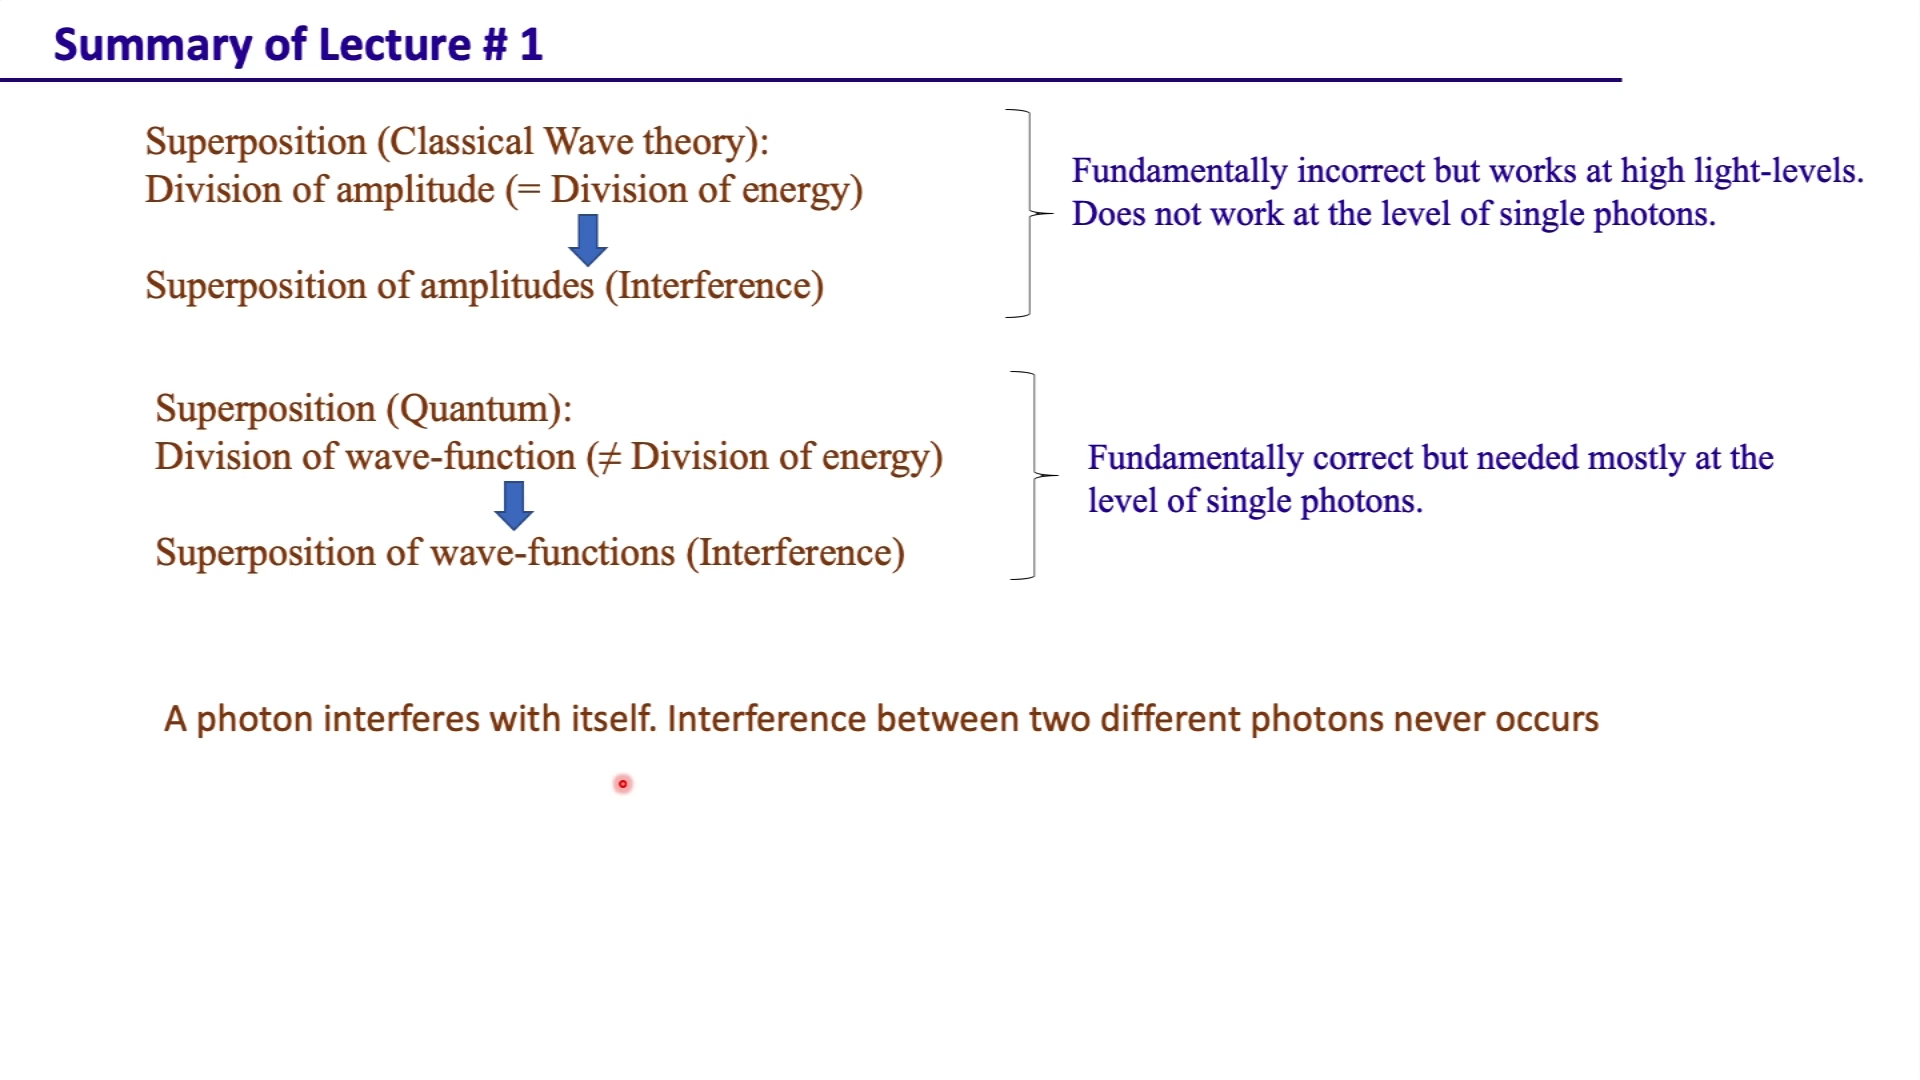 Summary of Lecture # 1
Superposition (Classical Wave theory):
Division of amplitude (= Division of energy)
Superposition of amplitudes (Interference)
Fundamentally incorrect but works at high light-levels.
Does not work at the level of single photons.
Superposition (Quantum):
Division of wave-function (≠ Division of energy)
Superposition of wave-functions (Interference)
Fundamentally correct but needed mostly at the
level of single photons.
A photon interferes with itself. Interference between two different photons never occurs